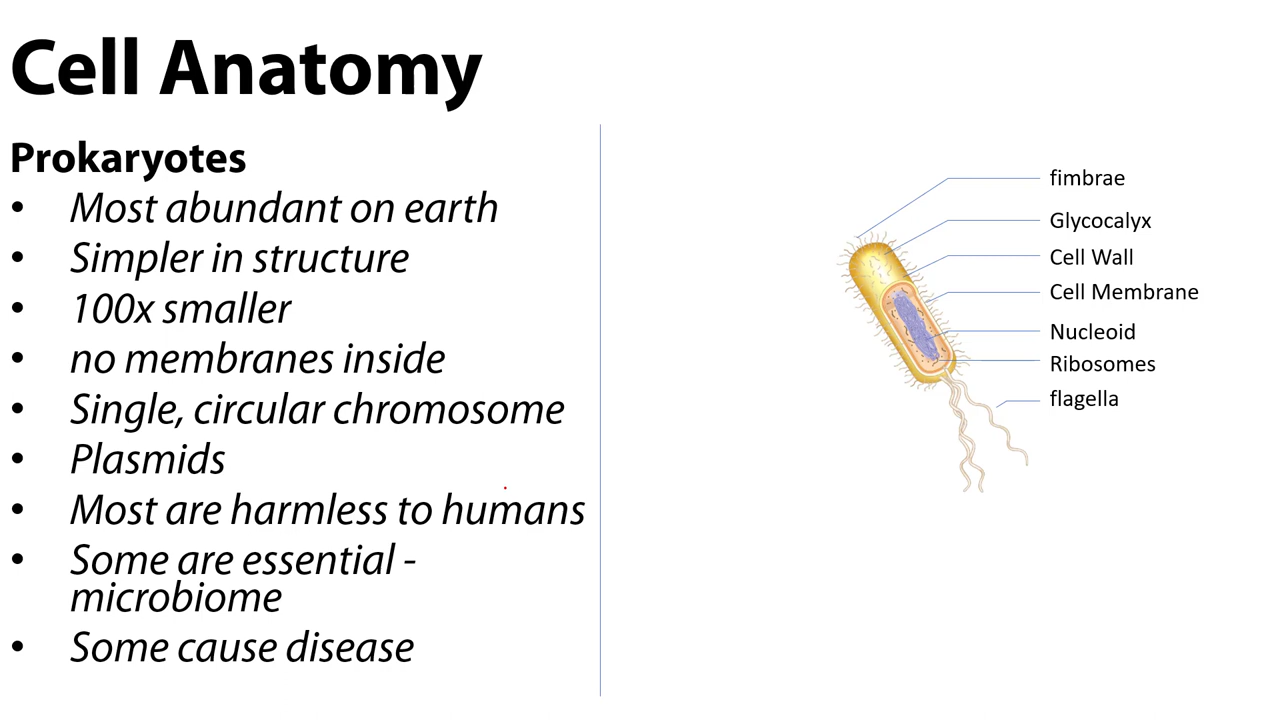 Cell Anatomy
Prokaryotes
• Most abundant on earth
• Simpler in structure
• 100x smaller
• no membranes inside
• Single, circular chromosome
• Plasmids
• Most are harmless to humans
• Some are essential -
microbiome
• Some cause disease
fimbrae
Glycocalyx
Cell Wall
Cell Membrane
Nucleoid
Ribosomes
flagella